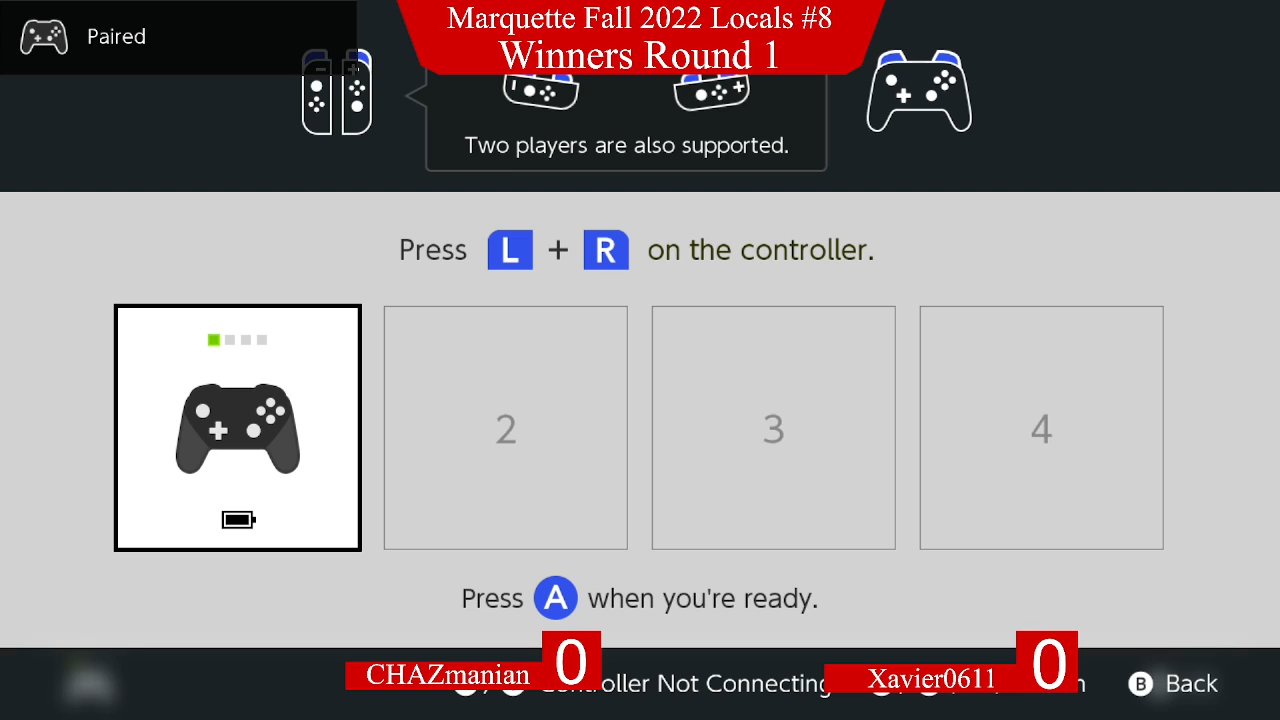 Paired
Marquette Fall 2022 Locals #8
Winners Round 1
Two players are also supported.
Press L + R on the controller.
2
3
4
Press A when you're ready.
CHAZmanian 0
Xavier0611 0
Controller Not Connecting
B Back